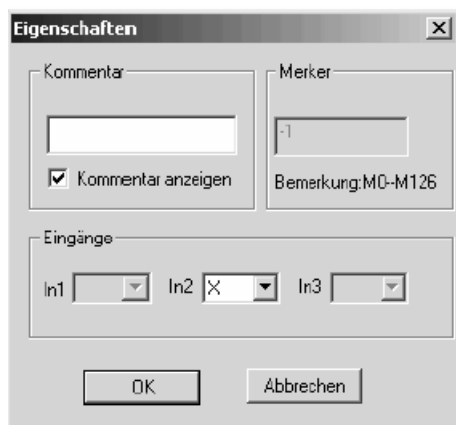 Eigenschaften
Kommentar
Merker
-1
Kommentar anzeigen
Bemerkung:M0--M126
Eingänge
In1 In2 X In3
OK Abbrechen